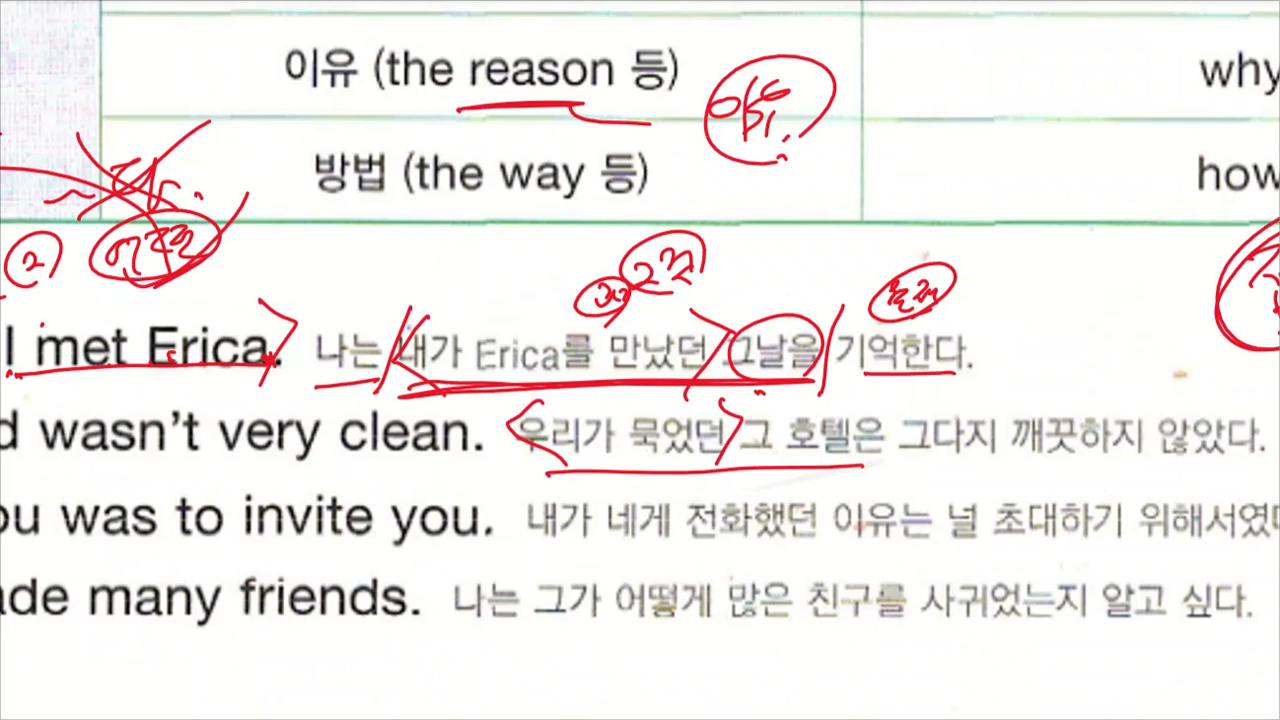 이유 (the reason 등)
why
방법 (the way 등)
how
I met Erica. 나는 내가 Erica를 만났던 그날을 기억한다.
d wasn't very clean. 우리가 묵었던 그 호텔은 그다지 깨끗하지 않았다.
ou was to invite you. 내가 네게 전화했던 이유는 널 초대하기 위해서였
ade many friends. 나는 그가 어떻게 많은 친구를 사귀었는지 알고 싶다.